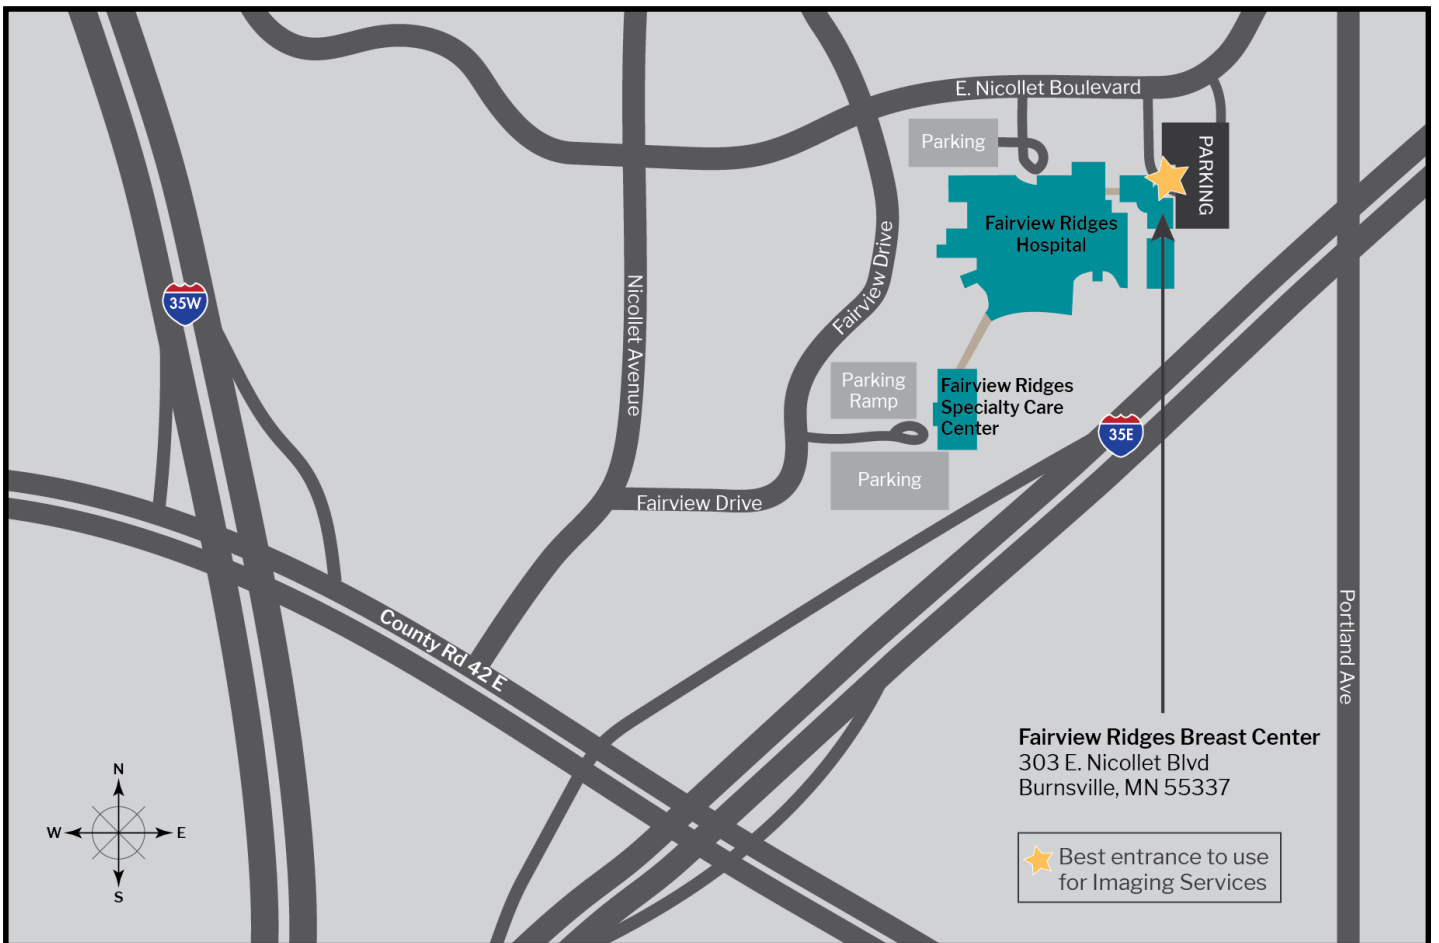 E. Nicollet Boulevard
Parking
PARKING
Fairview Ridges
Hospital
Fairview Drive
Nicollet Avenue
35W
Parking
Ramp
Fairview Ridges
Specialty Care
Center
35E
Parking
Fairview Drive
County Rd 42 E
Portland Ave
Fairview Ridges Breast Center
303 E. Nicollet Blvd
Burnsville, MN 55337
N
W
E
S
Best entrance to use
for Imaging Services